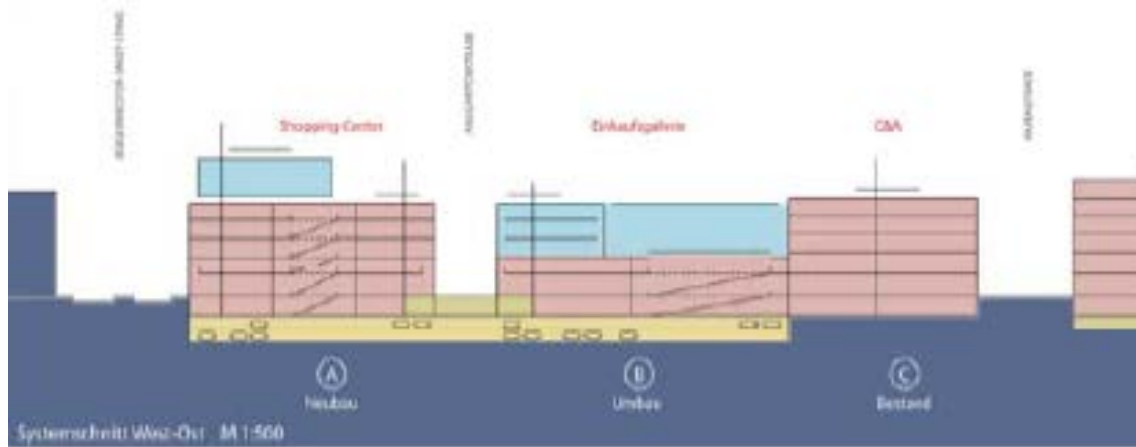 Shopping-Center
Einkaufsgalerie
C&A
A
Neubau
B
Umbau
C
Bestand
Systemschnitt West-Ost M 1:500